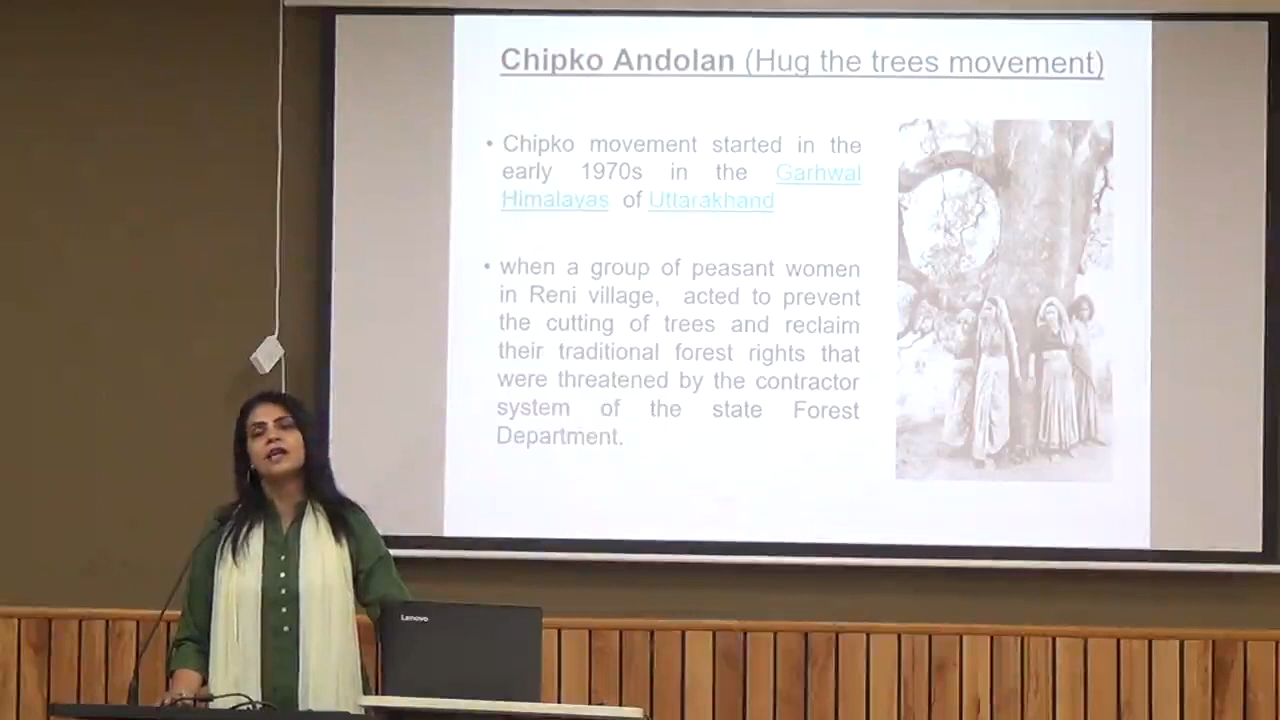 Chipko Andolan (Hug the trees movement)
• Chipko movement started in the
early 1970s in the Garhwal
Himalayas of Uttarakhand
• when a group of peasant women
in Reni village, acted to prevent
the cutting of trees and reclaim
their traditional forest rights that
were threatened by the contractor
system of the state Forest
Department.
Lenovo